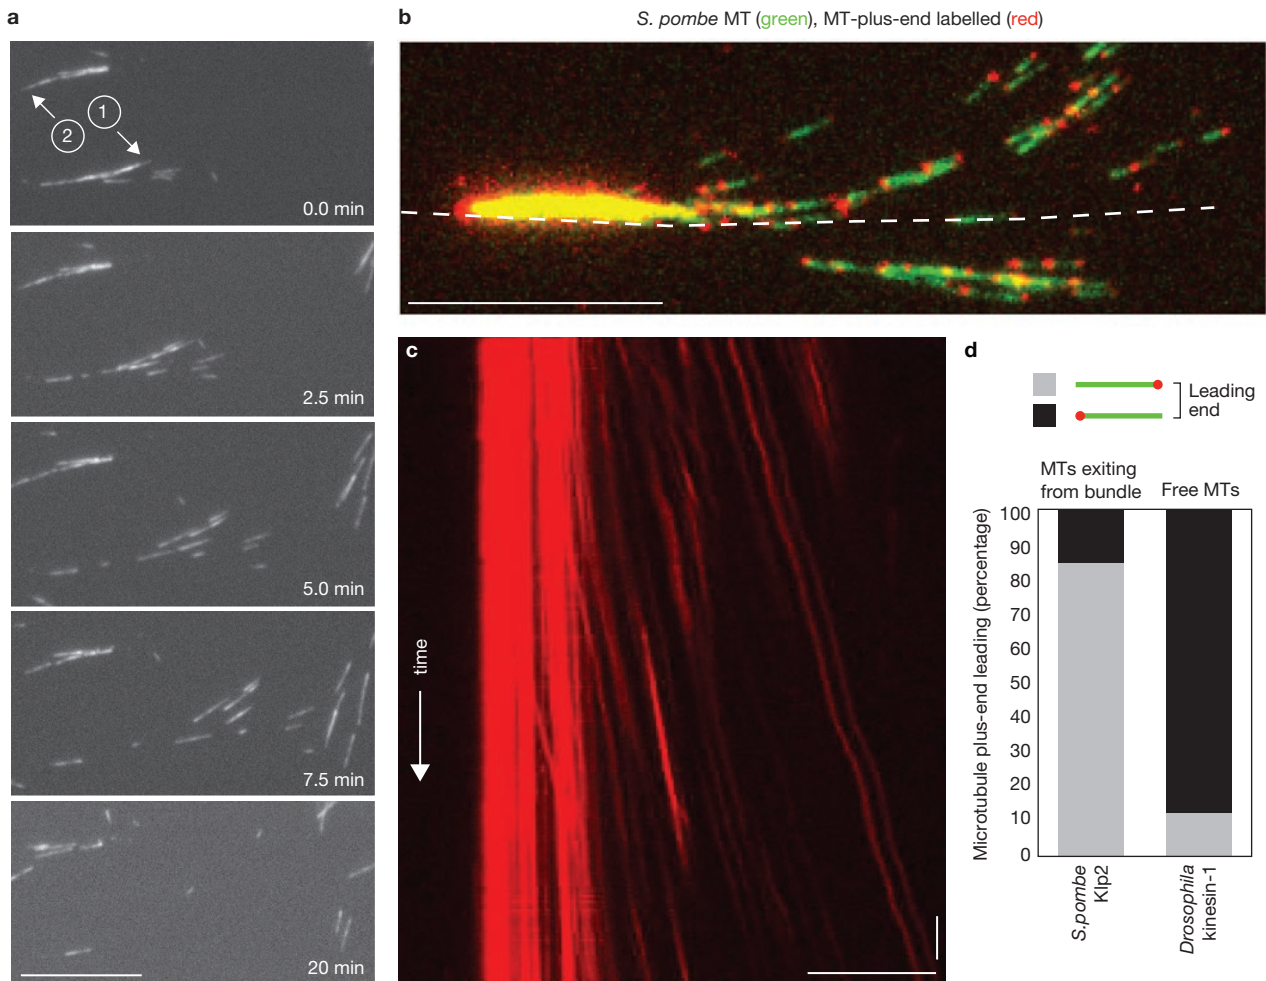 a
2
1
0.0 min
2.5 min
5.0 min
7.5 min
20 min
b
S. pombe MT (green), MT-plus-end labelled (red)
c
time
d
Leading
end
MTs exiting
from bundle
Free MTs
Microtubule plus-end leading (percentage)
100
90
80
70
60
50
40
30
20
10
0
S.pombe
Klp2
Drosophila
kinesin-1